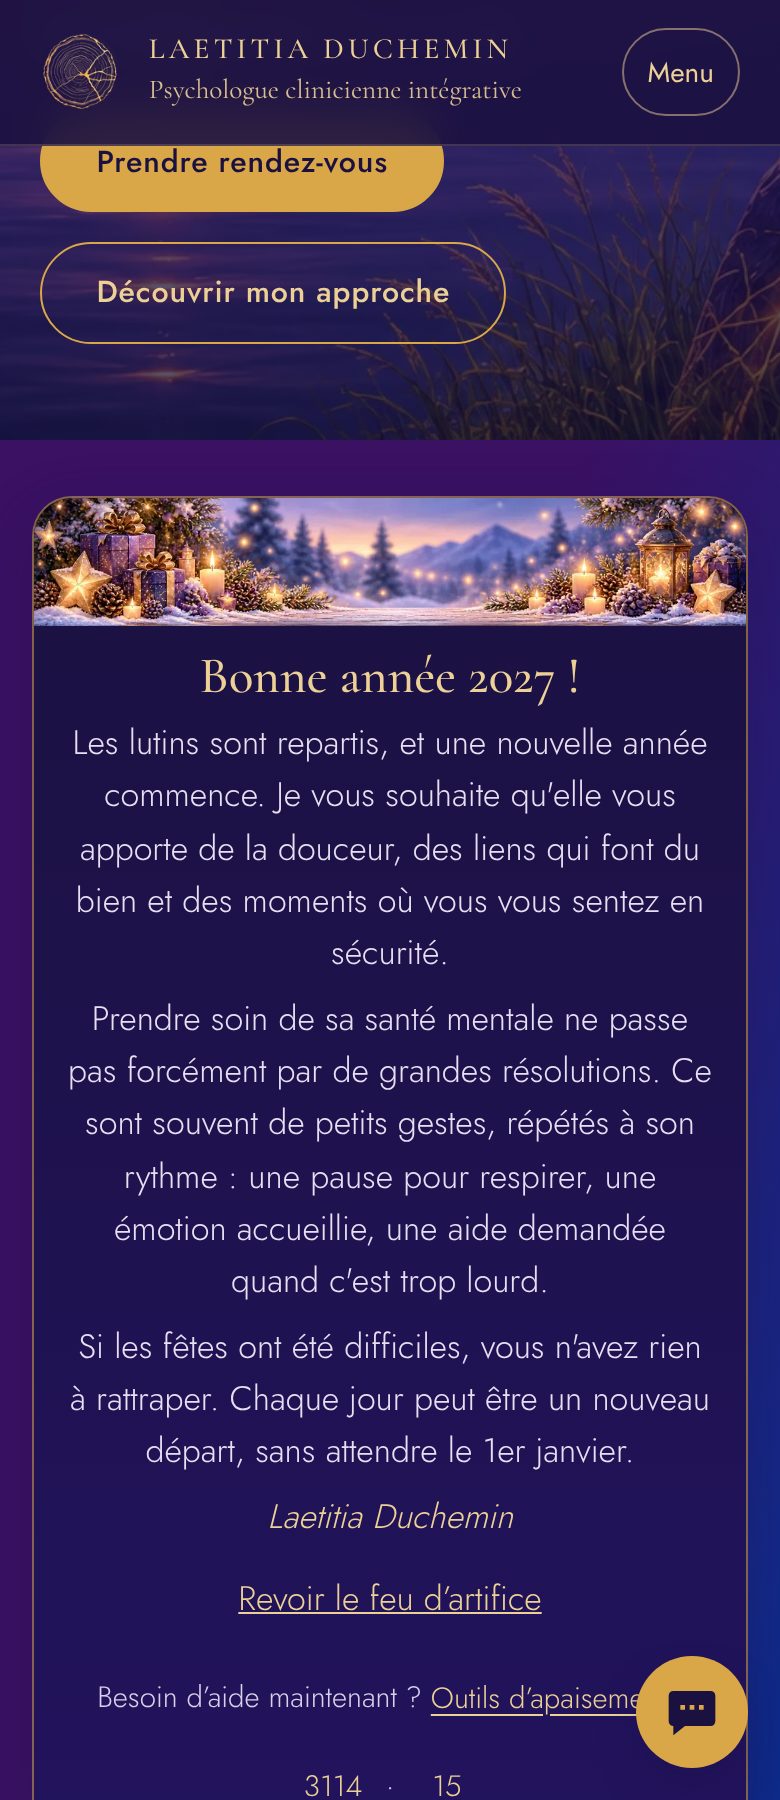 LAETITIA DUCHEMIN
Psychologue clinicienne intégrative
Menu
Prendre rendez-vous
Découvrir mon approche
Bonne année 2027 !
Les lutins sont repartis, et une nouvelle année
commence. Je vous souhaite qu'elle vous
apporte de la douceur, des liens qui font du
bien et des moments où vous vous sentez en
sécurité.
Prendre soin de sa santé mentale ne passe
pas forcément par de grandes résolutions. Ce
sont souvent de petits gestes, répétés à son
rythme : une pause pour respirer, une
émotion accueillie, une aide demandée
quand c'est trop lourd.
Si les fêtes ont été difficiles, vous n'avez rien
à rattraper. Chaque jour peut être un nouveau
départ, sans attendre le 1er janvier.
Laetitia Duchemin
Revoir le feu d’artifice
Besoin d’aide maintenant ? Outils
3114 · 15